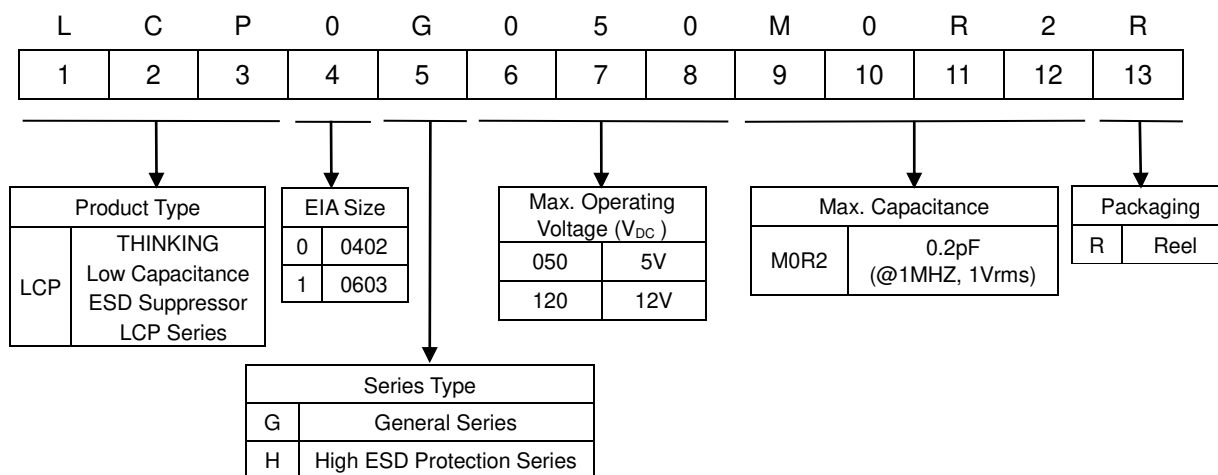 L C P 0 G 0 5 0 M 0 R 2 R
1 2 3 4 5 6 7 8 9 10 11 12 13
Product Type
LCP
THINKING
Low Capacitance
ESD Suppressor
LCP Series
EIA Size
0 0402
1 0603
Max. Operating
Voltage (VDC )
050 5V
120 12V
Max. Capacitance
M0R2
0.2pF
(@1MHZ, 1Vrms)
Packaging
R Reel
Series Type
G General Series
H High ESD Protection Series